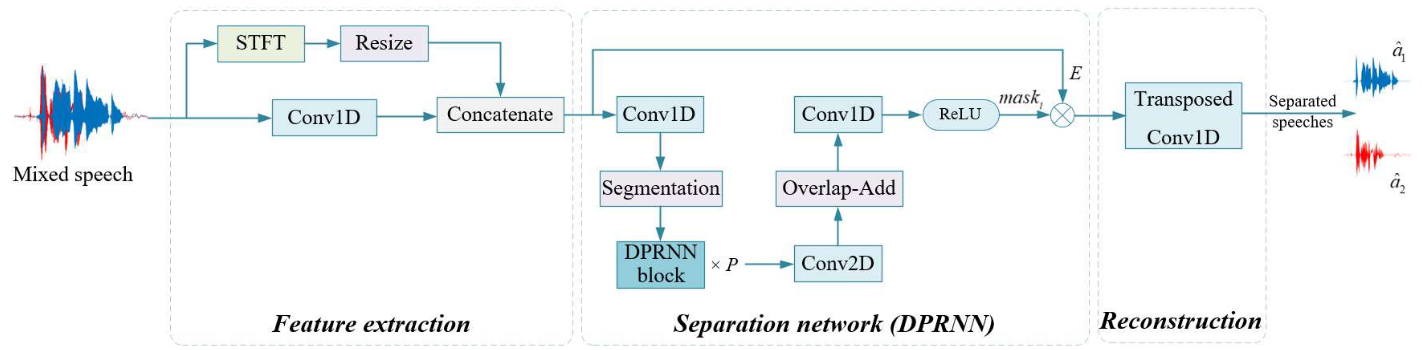 Mixed speech
STFT
Resize
Conv1D
Concatenate
Feature extraction
Conv1D
Segmentation
DPRNN
block
× P
Conv2D
Overlap-Add
Conv1D
ReLU
mask_i
E
Separation network (DPRNN)
Transposed
Conv1D
Reconstruction
Separated
speeches
â₁
â₂